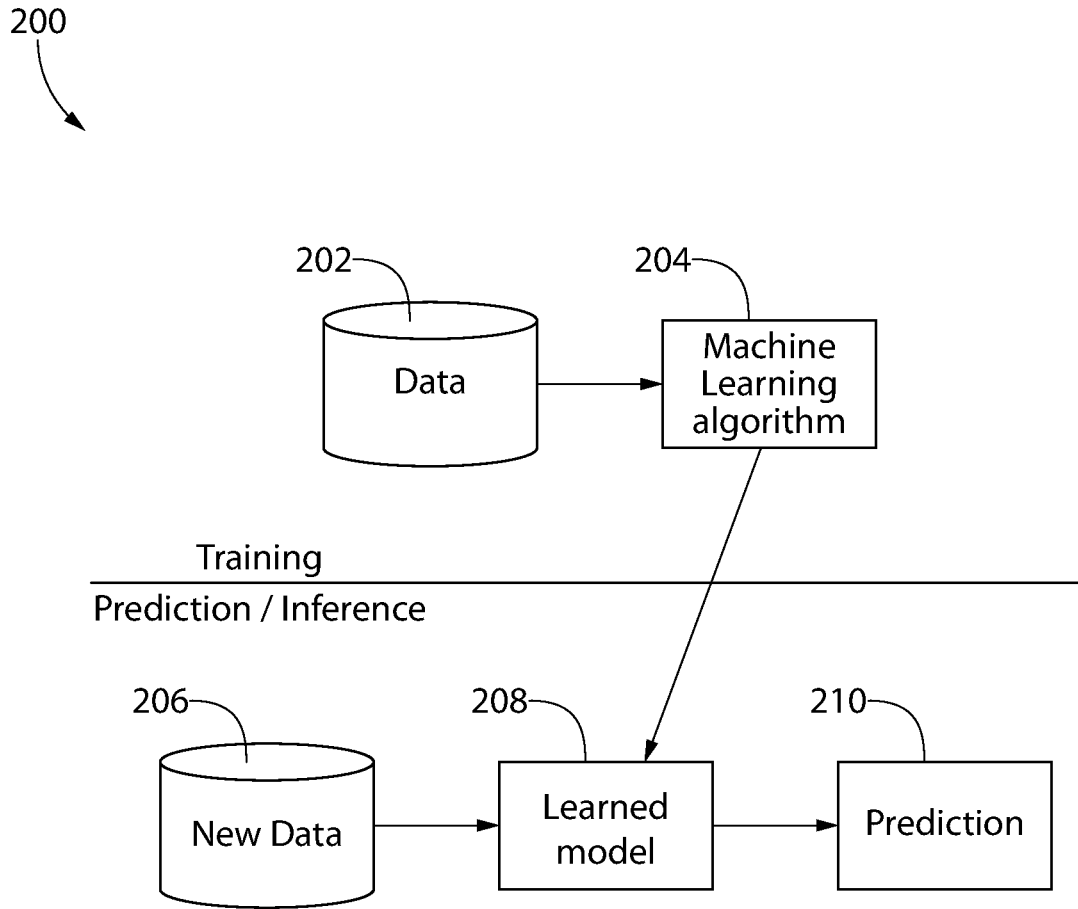 200
202
204
Data
Machine
Learning
algorithm
Training
Prediction / Inference
206
208
210
New Data
Learned
model
Prediction